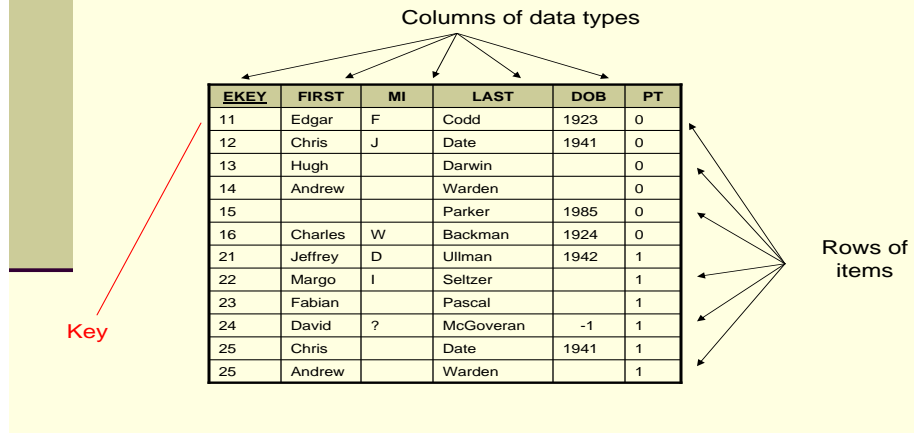 Columns of data types
EKEY FIRST MI LAST DOB PT
11 Edgar F Codd 1923 0
12 Chris J Date 1941 0
13 Hugh Darwin 0
14 Andrew Warden 0
15 Parker 1985 0
16 Charles W Backman 1924 0
21 Jeffrey D Ullman 1942 1
22 Margo I Seltzer 1
23 Fabian Pascal 1
24 David ? McGoveran -1 1
25 Chris Date 1941 1
25 Andrew Warden 1
Rows of
items
Key